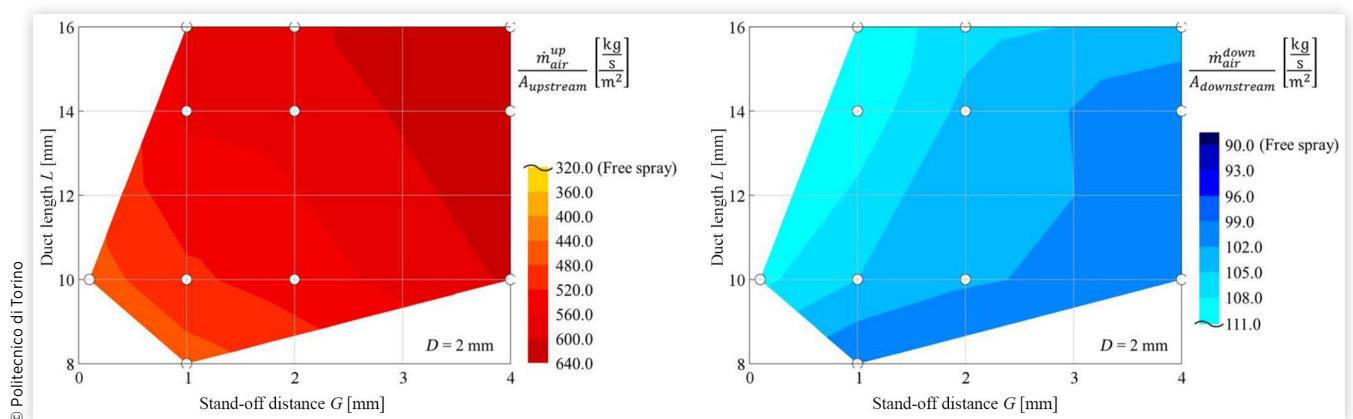 © Politecnico di Torino
Duct length L [mm]
16
14
12
10
8
0 1 2 3 4
Stand-off distance G [mm]
D = 2 mm
ṁ_air^up / A_upstream [kg/s / m²]
320.0 (Free spray)
360.0
400.0
440.0
480.0
520.0
560.0
600.0
640.0
Duct length L [mm]
16
14
12
10
8
0 1 2 3 4
Stand-off distance G [mm]
D = 2 mm
ṁ_air^down / A_downstream [kg/s / m²]
90.0 (Free spray)
93.0
96.0
99.0
102.0
105.0
108.0
111.0